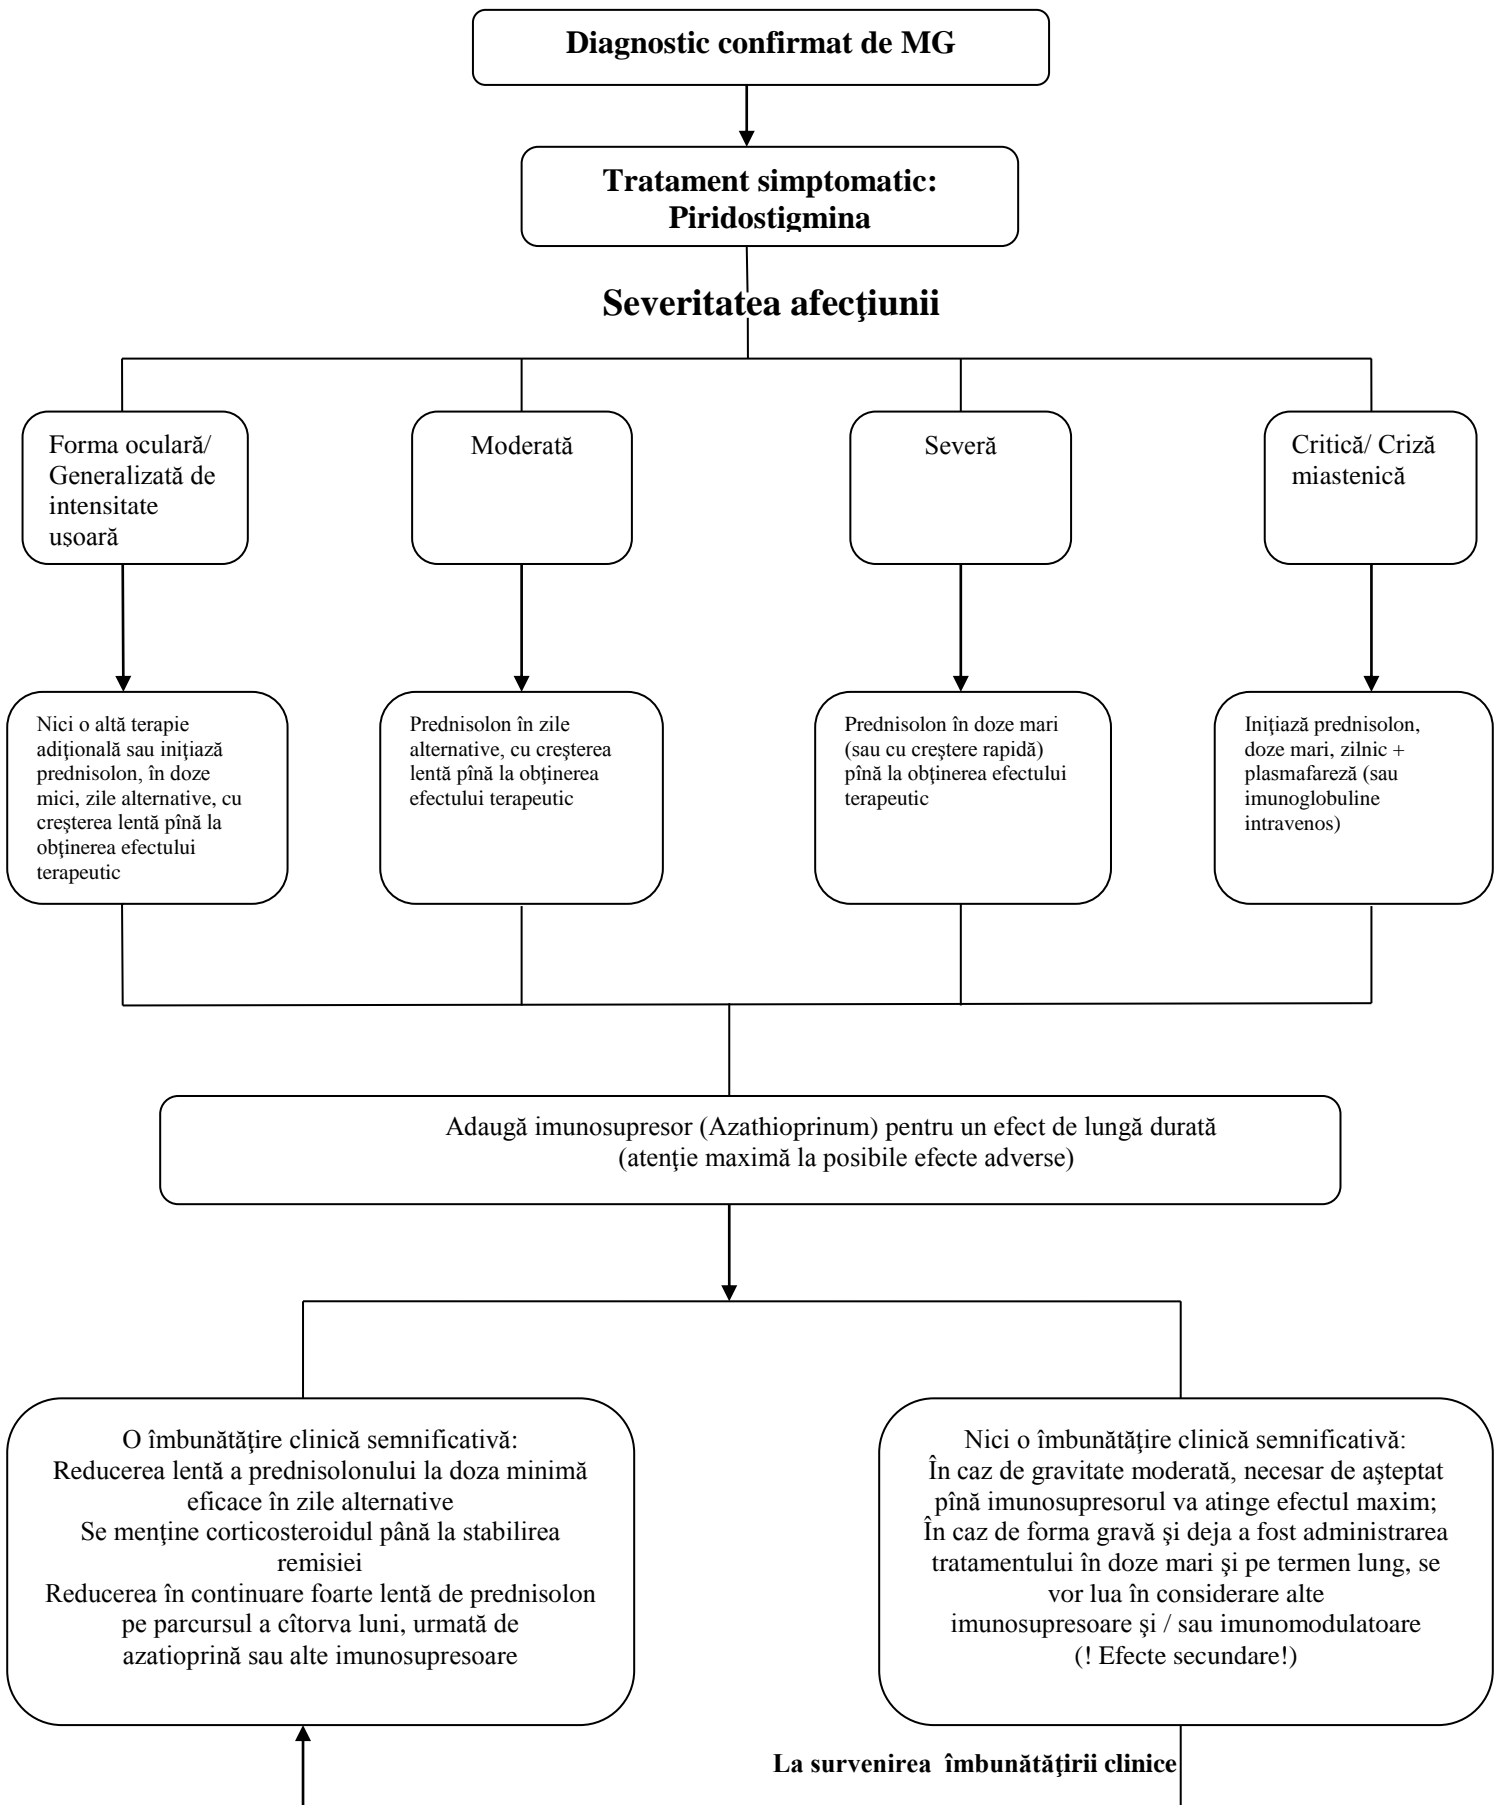 Diagnostic confirmat de MG
Tratament simptomatic:
Piridostigmina
Severitatea afecţiunii
Forma oculară/
Generalizată de
intensitate
uşoară
Moderată
Severă
Critică/ Criză
miastenică
Nici o altă terapie
adiţională sau iniţiază
prednisolon, în doze
mici, zile alternative, cu
creşterea lentă pînă la
obţinerea efectului
terapeutic
Prednisolon în zile
alternative, cu creşterea
lentă pînă la obţinerea
efectului terapeutic
Prednisolon în doze mari
(sau cu creştere rapidă)
pînă la obţinerea efectului
terapeutic
Iniţiază prednisolon,
doze mari, zilnic +
plasmafareză (sau
imunoglobuline
intravenos)
Adaugă imunosupresor (Azathioprinum) pentru un efect de lungă durată
(atenţie maximă la posibile efecte adverse)
O îmbunătăţire clinică semnificativă:
Reducerea lentă a prednisolonului la doza minimă
eficace în zile alternative
Se menţine corticosteroidul până la stabilirea
remisiei
Reducerea în continuare foarte lentă de prednisolon
pe parcursul a cîtorva luni, urmată de
azatioprină sau alte imunosupresoare
Nici o îmbunătăţire clinică semnificativă:
În caz de gravitate moderată, necesar de aşteptat
pînă imunosupresorul va atinge efectul maxim;
În caz de forma gravă şi deja a fost administrarea
tratamentului în doze mari şi pe termen lung, se
vor lua în considerare alte
imunosupresoare şi / sau imunomodulatoare
(! Efecte secundare!)
La survenirea îmbunătăţirii clinice